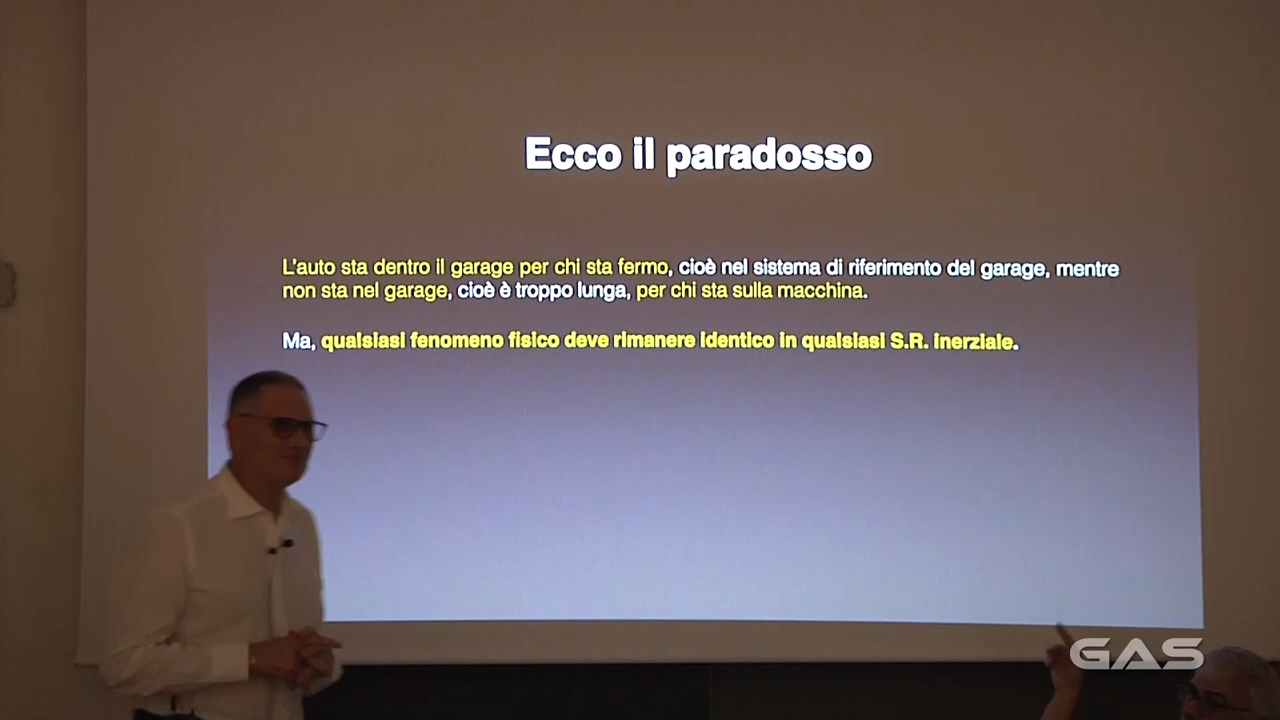 Ecco il paradosso
L'auto sta dentro il garage per chi sta fermo, cioè nel sistema di riferimento del garage, mentre
non sta nel garage, cioè è troppo lunga, per chi sta sulla macchina.
Ma, qualsiasi fenomeno fisico deve rimanere identico in qualsiasi S.R. inerziale.
GAS